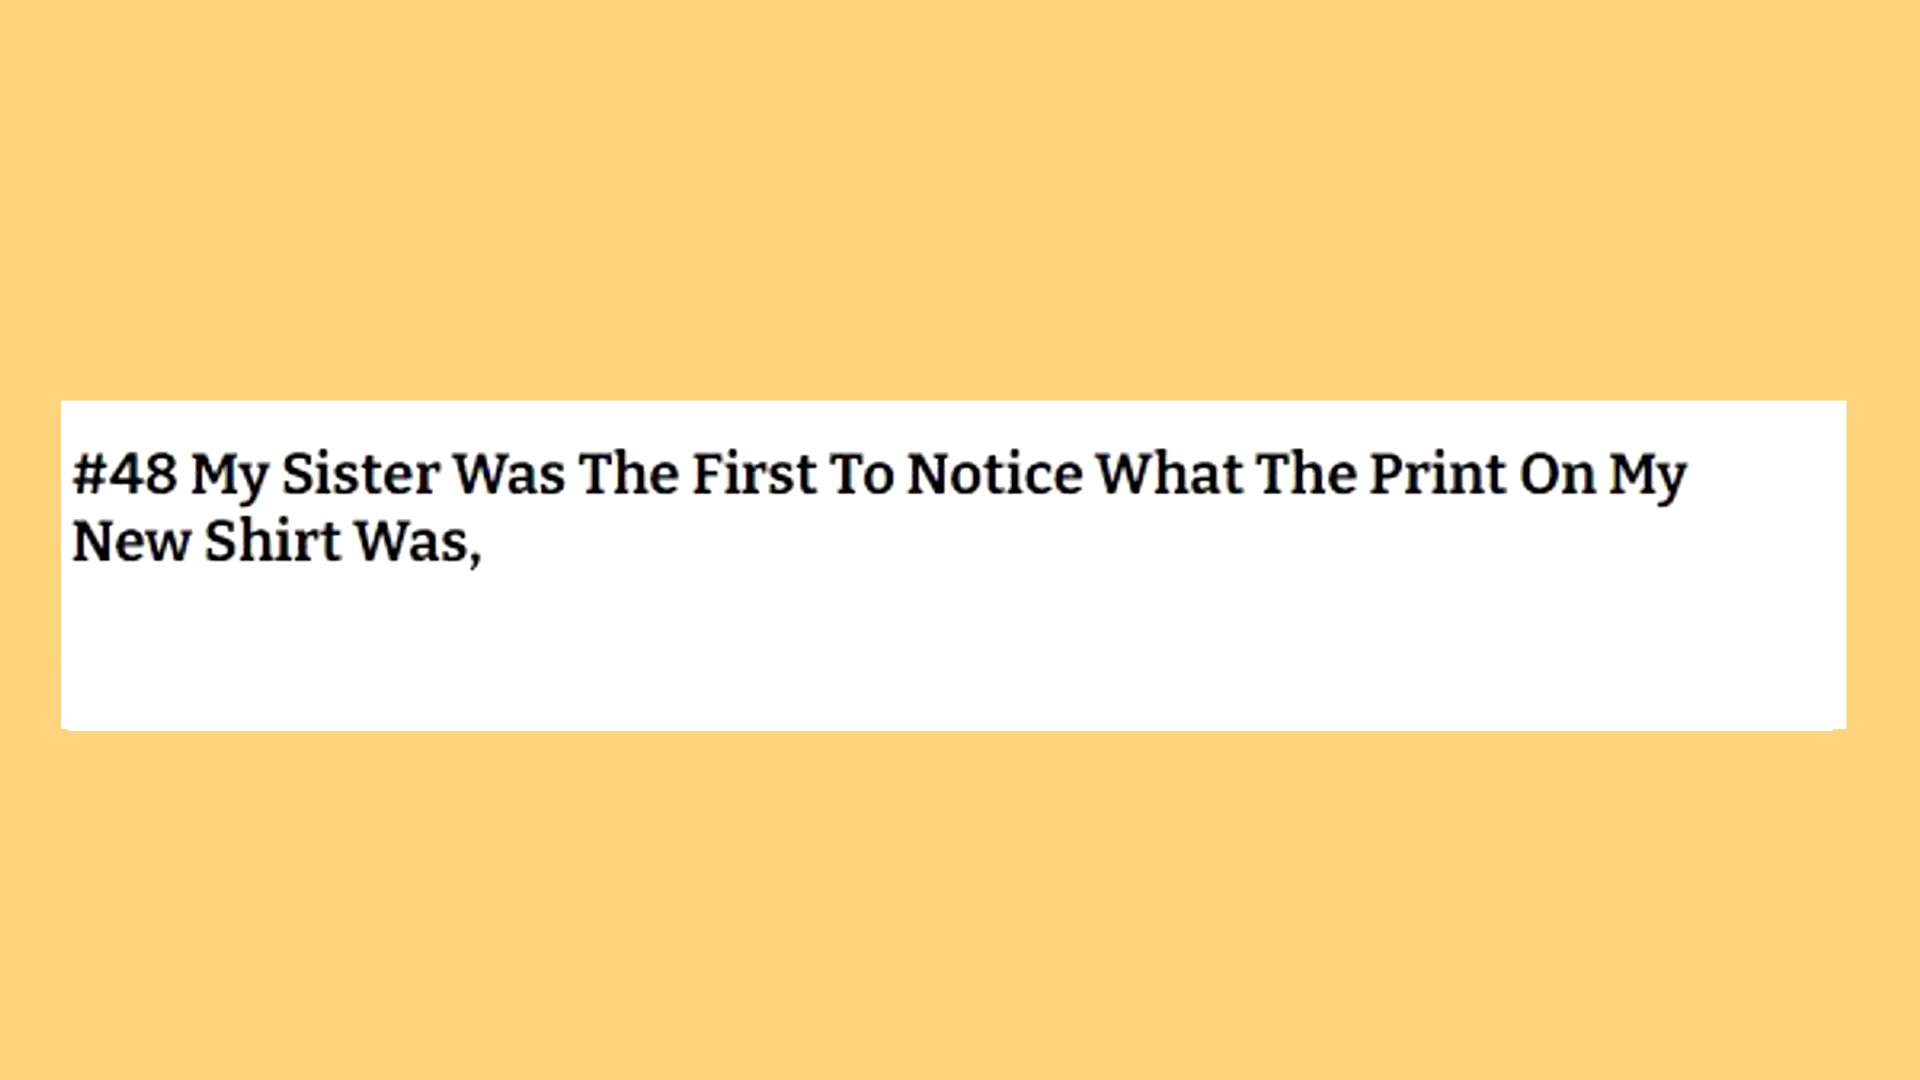 #48 My Sister Was The First To Notice What The Print On My
New Shirt Was,